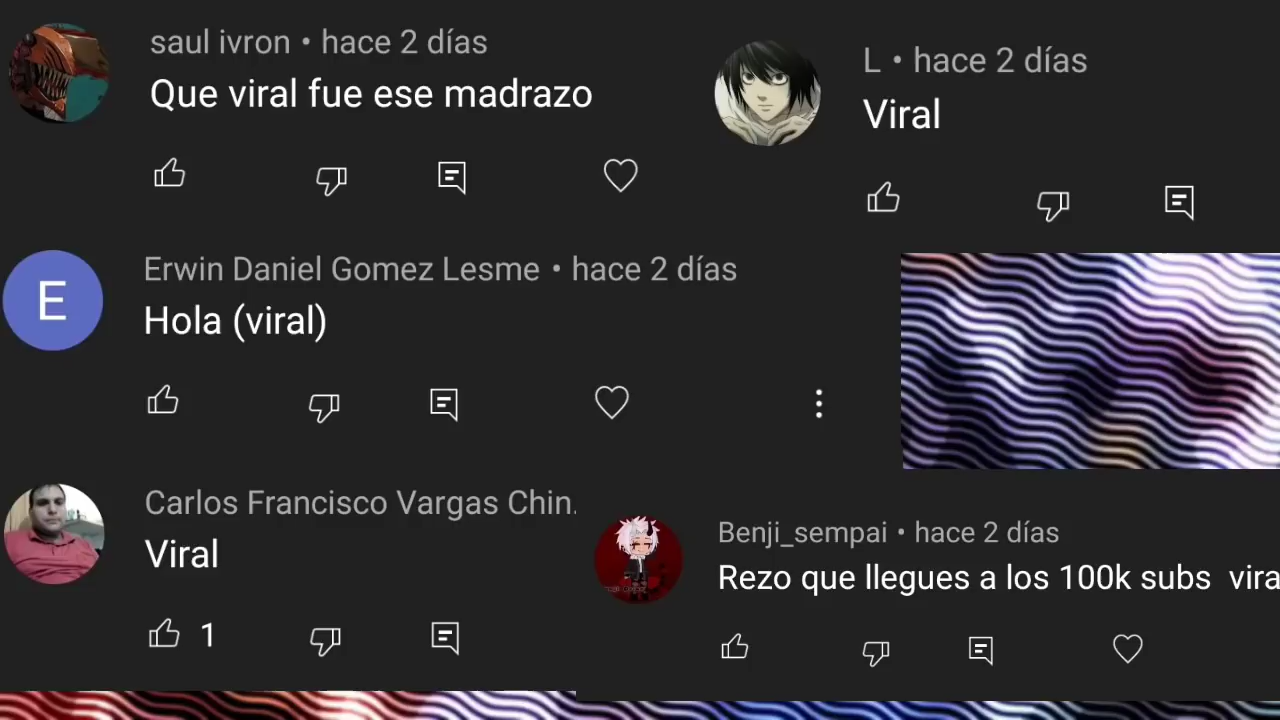 saul ivron • hace 2 días
Que viral fue ese madrazo
L • hace 2 días
Viral
E
Erwin Daniel Gomez Lesme • hace 2 días
Hola (viral)
Carlos Francisco Vargas Chin.
Viral
1
Benji_sempai • hace 2 días
Rezo que llegues a los 100k subs vira